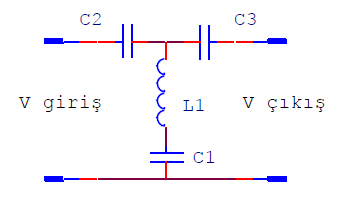 C2
C3
V giriş
L1
V çıkış
C1